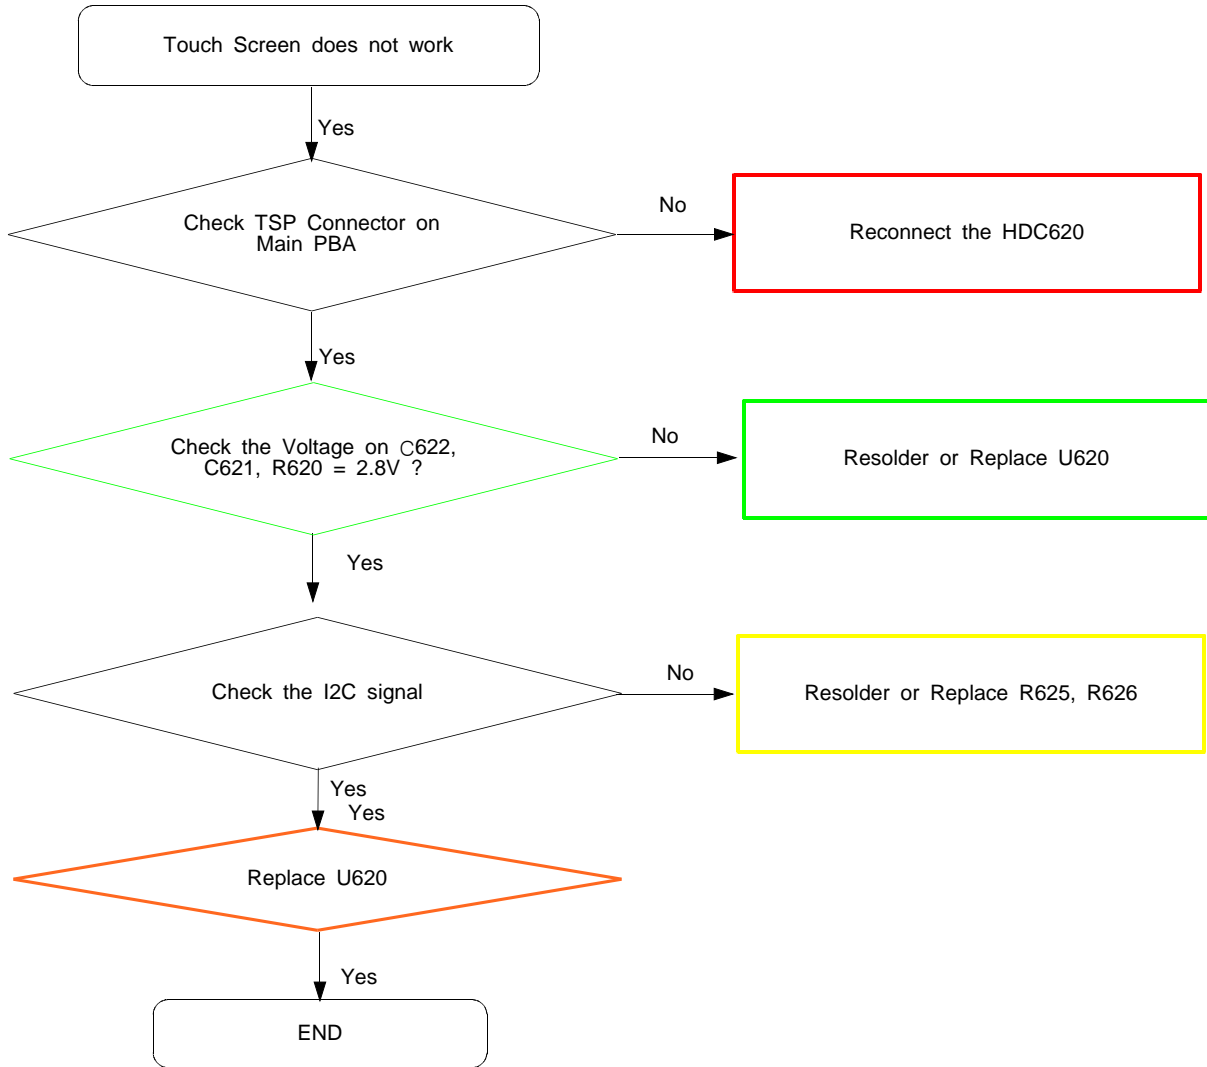 Touch Screen does not work
Yes
Check TSP Connector on
Main PBA
No
Reconnect the HDC620
Yes
Check the Voltage on C622,
C621, R620 = 2.8V ?
No
Resolder or Replace U620
Yes
Check the I2C signal
No
Resolder or Replace R625, R626
Yes
Yes
Replace U620
Yes
END